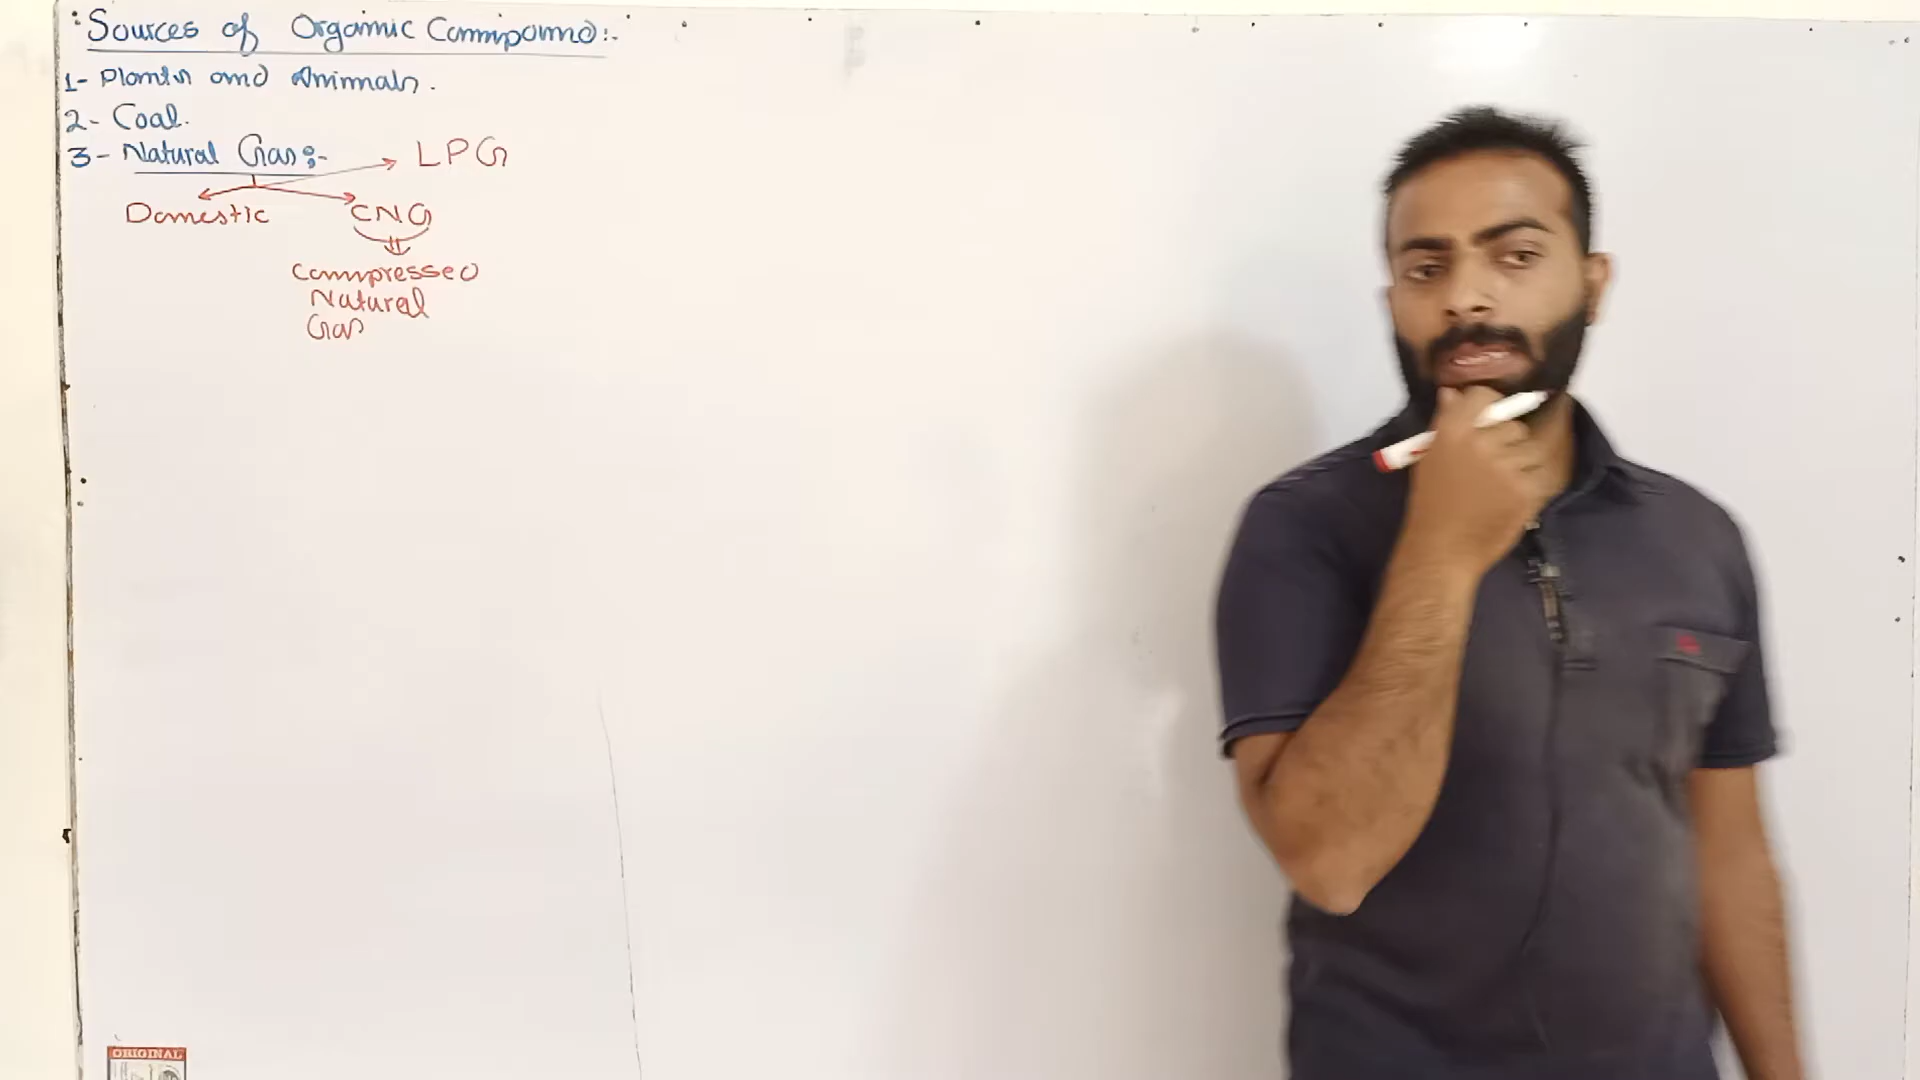 Sources of Organic Compound:-
1- Plants and Animals.
2- Coal.
3- Natural Gas:-
LPG
Domestic
CNG
Compressed
Natural
Gas
ORIGINAL